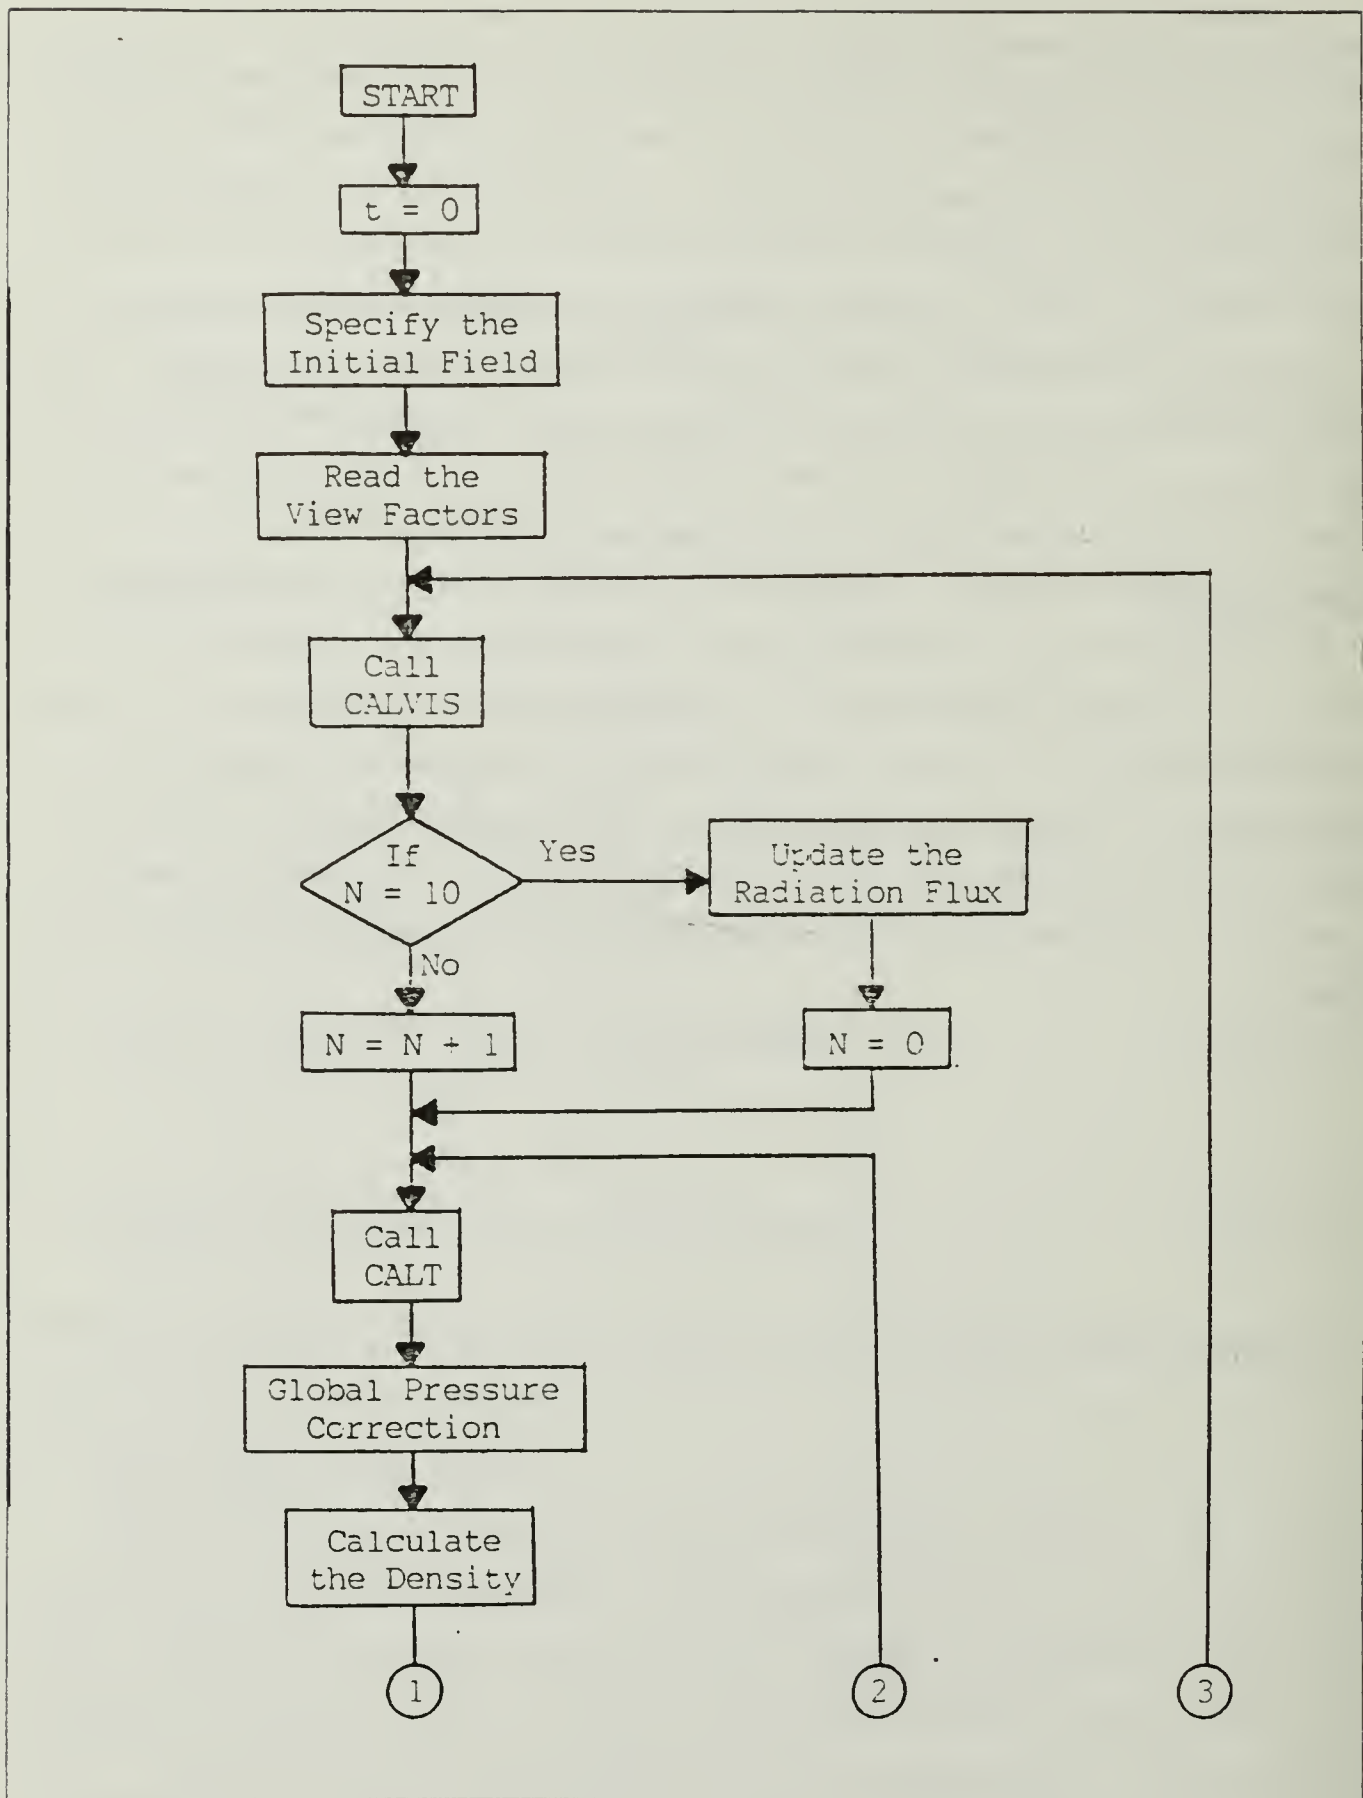 START
t = 0
Specify the
Initial Field
Read the
View Factors
Call
CALVIS
If
N = 10
Yes
Update the
Radiation Flux
No
N = N + 1
N = 0
Call
CALT
Global Pressure
Correction
Calculate
the Density
1
2
3